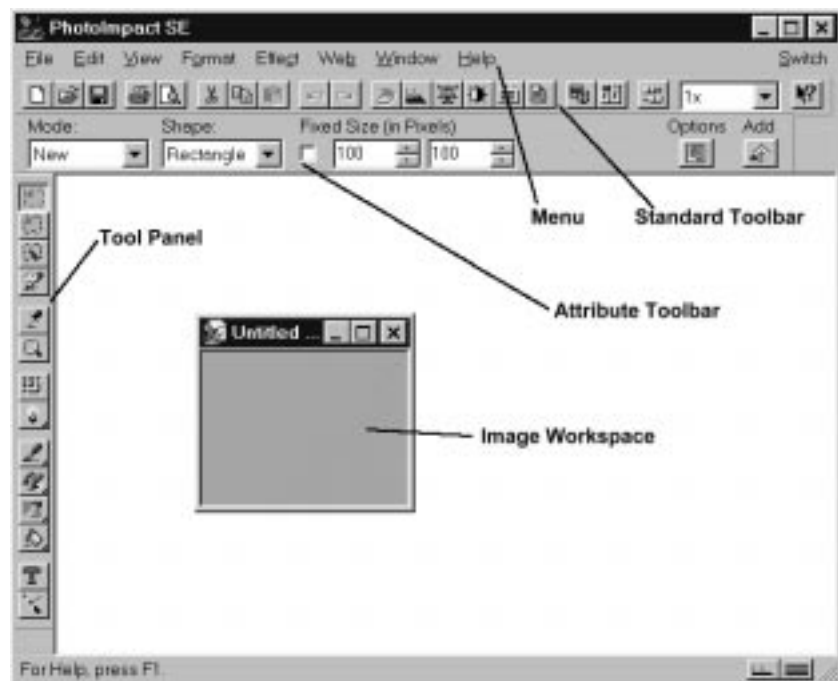 PhotoImpact SE
File Edit View Format Effect Web Window Help Switch
1x
Mode: Shape: Fixed Size (in Pixels) Options Add
New Rectangle 100 100
Menu Standard Toolbar
Tool Panel
Attribute Toolbar
Untitled ...
Image Workspace
For Help, press F1.